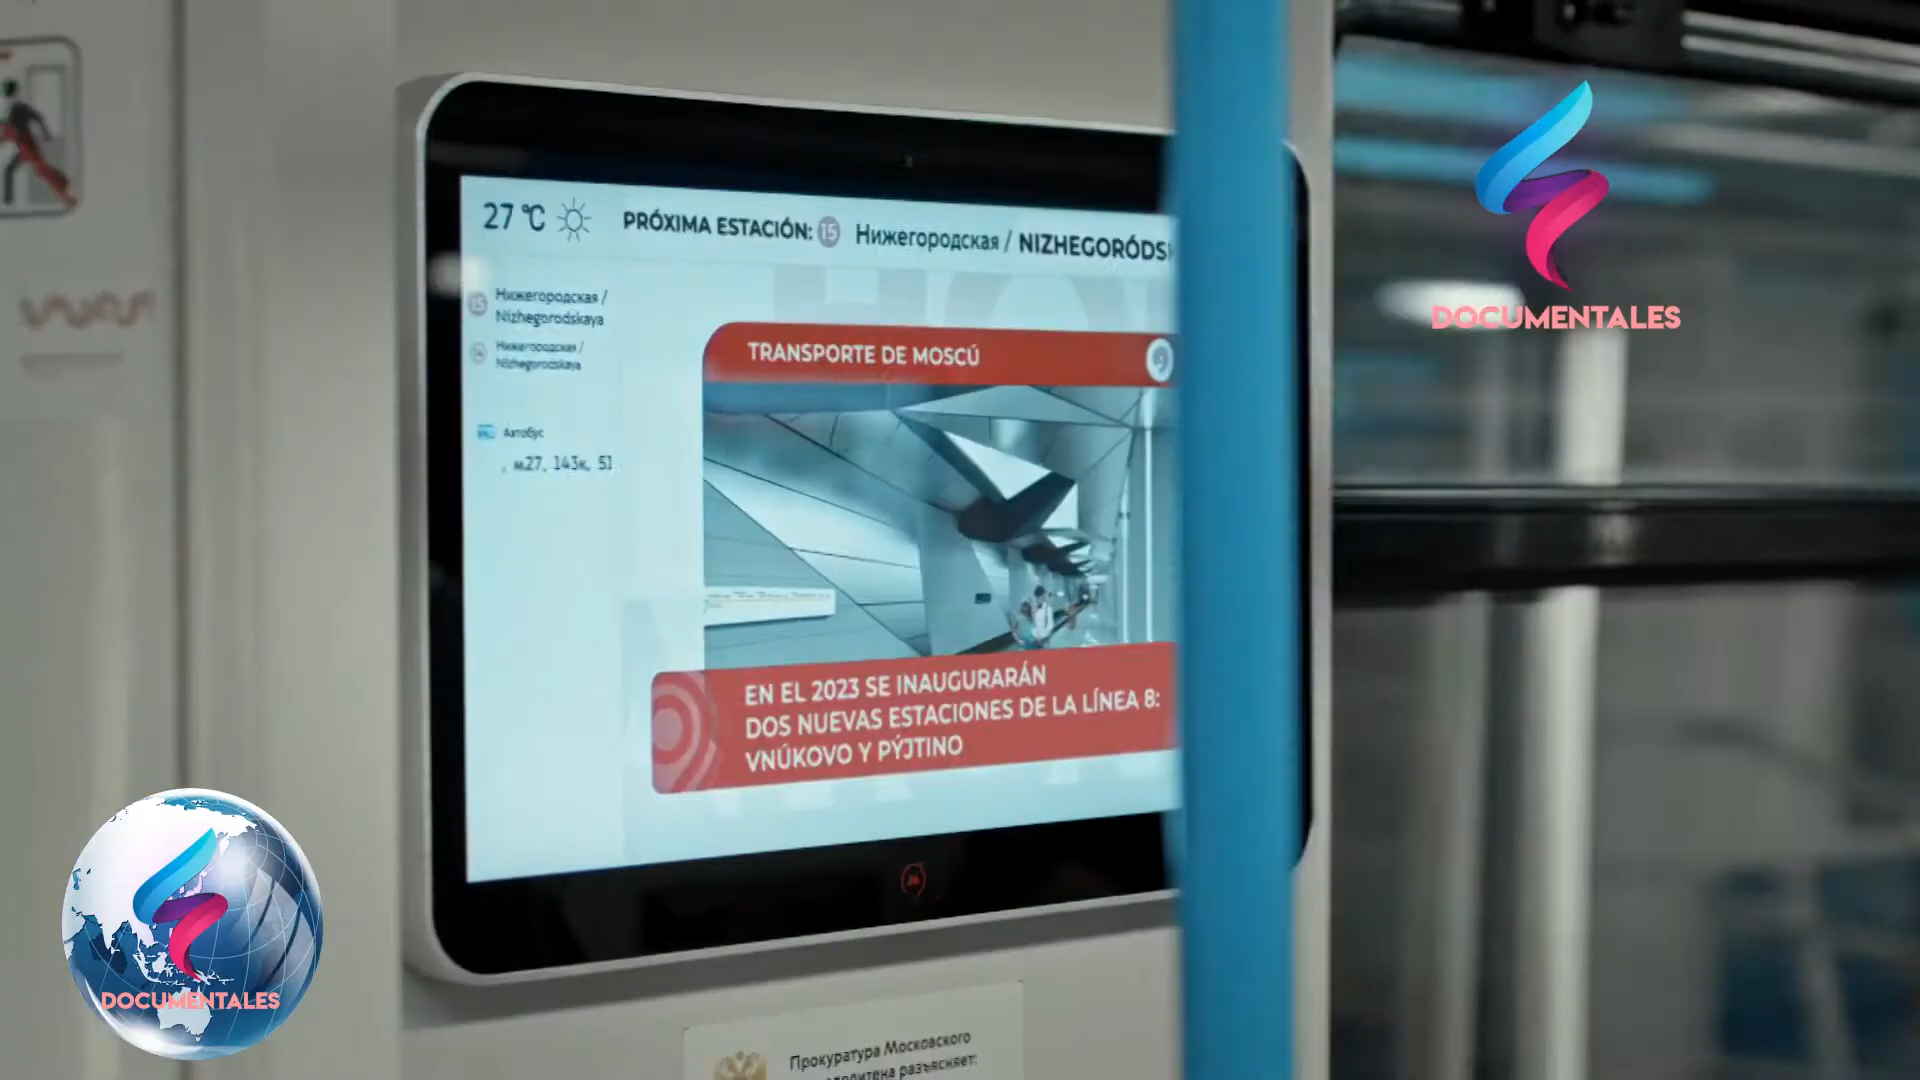 27 °C
PRÓXIMA ESTACIÓN: 15 Нижегородская / NIZHEGORÓDS
15 Нижегородская /
Nizhegorodskaya
Нижегородская /
Nizhegorodskaya
Автобус
, м27, 143к, 51
TRANSPORTE DE MOSCÚ
EN EL 2023 SE INAUGURARÁN
DOS NUEVAS ESTACIONES DE LA LÍNEA 8:
VNÚKOVO Y PÝJTINO
DOCUMENTALES
DOCUMENTALES
Прокуратура Московского
разъясняет: